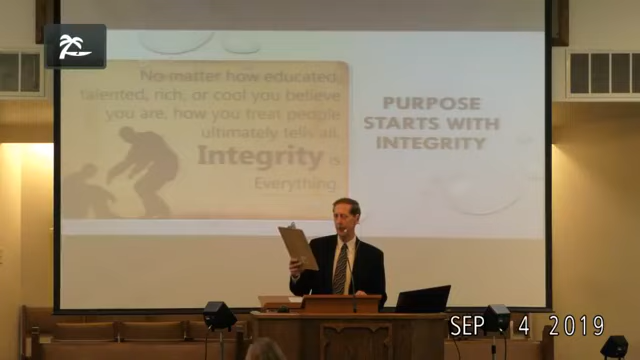 No matter how educated,
talented, rich, or cool you believe
you are, how you treat people
ultimately tells all.
Integrity is
Everything
PURPOSE
STARTS WITH
INTEGRITY
SEP 4 2019